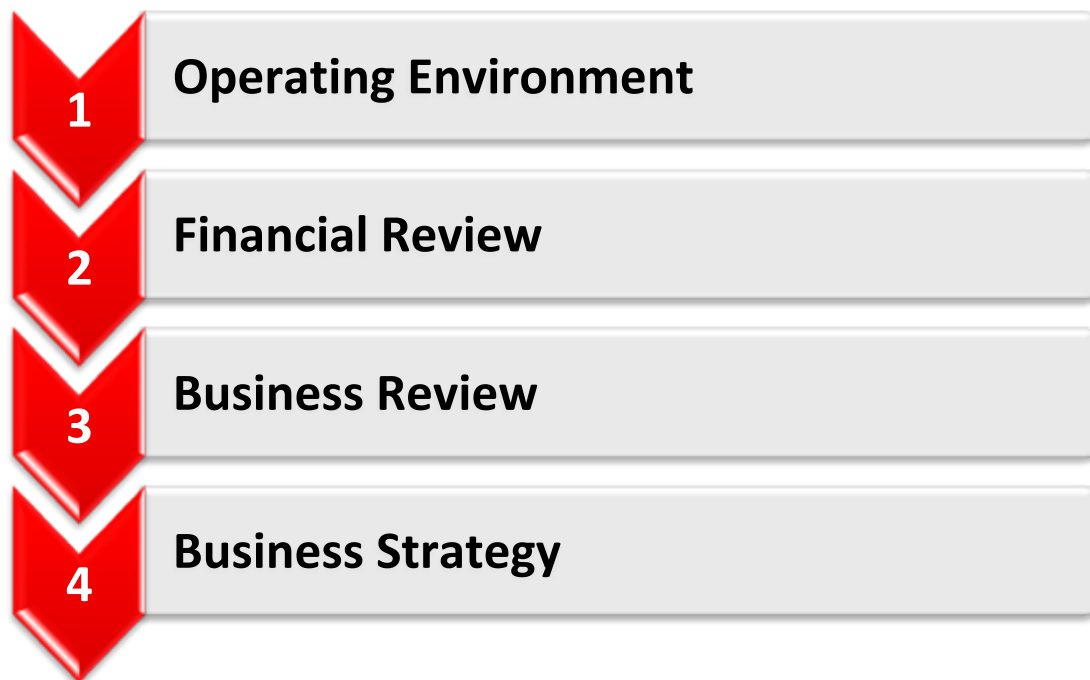 1 Operating Environment
2 Financial Review
3 Business Review
4 Business Strategy